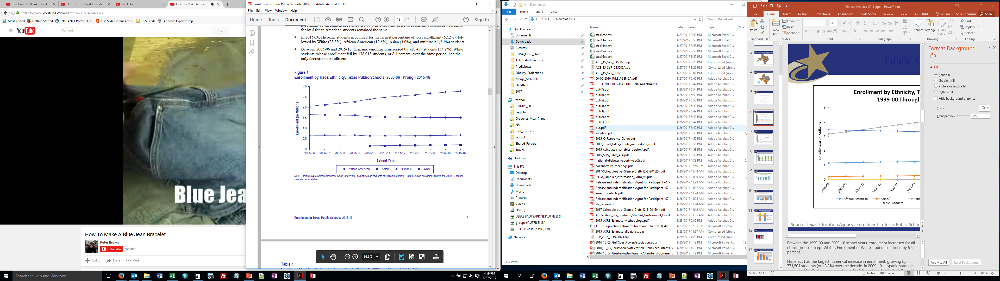 The Confetti Blank - YouT...
Dr. Dre - The Next Episode...
YouTube
How To Make A Blue J...
https://www.youtube.com/watch?v=KP78ZmNXIxA
Most Visited
Getting Started
INTRANET Portal - Ho...
Use Slide Libraries to s...
RSS Feeds
Approve Expense Rep...
YouTube
Search
Blue Jea
How To Make A Blue Jean Bracelet
Peter Brown
Subscribe 371,888
Add to Share More
Enrollment in Texas Public Schools, 2015-16 - Adobe Acrobat Pro DC
File Edit View Window Help
Home Tools Document 19 / 74 Sign In
for by African American students remained the same.
• In 2015-16, Hispanic students accounted for the largest percentage of total enrollment (52.2%), fol-
lowed by White (28.5%), African American (12.6%), Asian (4.0%), and multiracial (2.1%) students.
• Between 2005-06 and 2015-16, Hispanic enrollment increased by 720,439 students (35.2%). White
students, whose enrollment fell by 138,013 students, or 8.4 percent, over the same period, had the
only decrease in enrollment.
Figure 1
Enrollment by Race/Ethnicity, Texas Public Schools, 2005-06 Through 2015-16
Enrollment (in Millions)
3.0
2.5
2.0
1.5
1.0
0.5
0.0
2005-06 2006-07 2007-08 2008-09 2009-10 2010-11 2011-12 2012-13 2013-14 2014-15 2015-16
School Year
African American Asian Hispanic White
Note. Racial groups (African American, Asian, and White) do not include students of Hispanic ethnicity. Data for Asian enrollment prior to the 2009-10 school
year are not available.
Enrollment in Texas Public Schools, 2015-16 7
93.3%
Table 4
Downloads
File Home Share View
This PC > Downloads
Search Downloads
Quick access
Documents
Downloads
Pictures
COSA_Head_Start
TLC_Data_Inventory
Prediabetes
Obesity_Projections
Merge_Materials
SlideBank
2017
Dropbox
COMPS_SR
Fertility
Groceries-Meal_Plans
NS
Past_Courses
School
Shared_Folders
Travel
OneDrive
This PC
Desktop
Documents
Downloads
Music
Pictures
Videos
OS (C:)
USERS (\\UTSARR.NET\UTFILE) (I:)
groups (\\UTFILE) (S:)
IDSER (\\idser-nas01) (Y:)
Network
337 items
Name Date modified Type Size
stes12sc.csv 1/27/2017 3:53 PM Microsoft Excel C...
stes13sc.csv 1/27/2017 3:53 PM Microsoft Excel C...
stes14sc.csv 1/27/2017 3:53 PM Microsoft Excel C...
stes15sc.csv 1/27/2017 3:53 PM Microsoft Excel C...
stes16sc.csv 1/27/2017 3:52 PM Microsoft Excel C...
ACS_15_5YR_C15002B.zip 1/27/2017 3:26 PM Compressed (zipp...
ACS_15_5YR_C15002A.zip 1/27/2017 3:25 PM Compressed (zipp...
ACS_15_5YR_DP02.zip 1/27/2017 3:07 PM Compressed (zipp...
06-06-2016 P&Z AGENDA.pdf 1/27/2017 2:47 PM Adobe Acrobat D...
01-11-2017 REGULAR MEETING AGENDA.PDF 1/27/2017 2:47 PM Adobe Acrobat D...
out(7).pdf 1/26/2017 5:54 PM Adobe Acrobat D...
out(6).pdf 1/26/2017 5:52 PM Adobe Acrobat D...
out(5).pdf 1/26/2017 5:50 PM Adobe Acrobat D...
out(4).pdf 1/26/2017 5:49 PM Adobe Acrobat D...
out(3).pdf 1/26/2017 5:49 PM Adobe Acrobat D...
out(2).pdf 1/26/2017 5:49 PM Adobe Acrobat D...
out(1).pdf 1/26/2017 5:49 PM Adobe Acrobat D...
out.pdf 1/26/2017 5:49 PM Adobe Acrobat D...
srvydesc.pdf 1/26/2017 1:58 PM Adobe Acrobat D... 1,
2015_Q_Reference_Guide.pdf 1/26/2017 1:57 PM Adobe Acrobat D...
2011_smart_brfss_county_methodology.pdf 1/26/2017 1:55 PM Adobe Acrobat D...
2015_calculated_variables_version4.pdf 1/26/2017 1:53 PM Adobe Acrobat D...
2015_SHS_Table_A-4.pdf 1/26/2017 1:52 PM Adobe Acrobat D...
national-diabetes-report-web(2).pdf 1/26/2017 1:33 PM Adobe Acrobat D... 5,
collaborative-meetings.pdf 1/26/2017 12:50 PM Adobe Acrobat D...
2017-Schedule-at-a-Glance-Draft-12-8-2016(5).pdf 1/26/2017 11:44 AM Adobe Acrobat D...
UTSA_Supplier_Information_Form_v1.pdf 1/26/2017 11:29 AM Adobe Acrobat D... 1,
Release and Indemnification Agmt for Participant -07-... 1/26/2017 11:28 AM Adobe Acrobat D...
Release and Indemnification Agmt for Participant -07-... 1/26/2017 11:27 AM Adobe Acrobat D...
emerg_contacts.pdf 1/26/2017 11:24 AM Adobe Acrobat D...
Release and Indemnification Agmt for Participant -07-... 1/26/2017 11:24 AM Adobe Acrobat D...
sta_request.pdf 1/26/2017 11:24 AM Adobe Acrobat D...
2017-Schedule-at-a-Glance-Draft-12-8-2016(4).pdf 1/26/2017 11:12 AM Adobe Acrobat D...
Application_For_Graduate_Student_Professional_Devel... 1/26/2017 11:05 AM Adobe Acrobat D...
2015_ASRE_Estimate_Methodology.pdf 1/23/2017 2:00 PM Adobe Acrobat D...
TDC - Population Estimates for Texas -- Report(3).xlsx 1/23/2017 12:05 PM Microsoft Excel W...
2015_ASRE_Estimate_alldata_csv.zip 1/23/2017 11:27 AM Compressed (zipp...
PEP_2015_PEPASR6H.zip 1/20/2017 4:28 PM Compressed (zipp...
2016_10_03_GulfCoastPowerAssociation.pptx 1/20/2017 4:12 PM Microsoft PowerP... 18,
2016_10_03_TexasSocietyofCertifiedPublicAccountants.... 1/20/2017 4:12 PM Microsoft PowerP... 4,
2016_10_04_GreaterAustinHispanicChamberofCommer... 1/20/2017 4:12 PM Microsoft PowerP... 5,
EducationSlides-2016.pptx - PowerPoint
File Home Insert Design Transitions Animations Slide Show Review View ACROBAT Tell me... Sara Robinson Share
Paste
Clipboard
New Slide
Layout
Reset
Section
Slides
14
Font
Paragraph
Shapes Arrange Quick Styles
Drawing
Find
Replace
Select
Editing
3
4
5
6
7
8
9
10
11
12
13
Public K
Enrollment by Ethnicity, T
1999-00 Through
Enrollment in Millions
3
2
2
1
1
0
1999-00 2000-01 2001-02 2002-03 2003-04 2004-05
African American Asian/ Pacific Islanders His
Source: Texas Education Agency. Enrollment in Texas Public Schoo
Between the 1999-00 and 2009-10 school years, enrollment increased for all
ethnic groups except Whites. Enrollment of White students declined by 6.5
percent.
Hispanics had the largest numerical increase in enrollment, growing by
771,504 students (or 48.8%) over the decade. In 2009-10, Hispanic students
Format Background
Fill
Solid fill
Gradient fill
Picture or texture fill
Pattern fill
Hide background graphics
Color
Transparency 0%
Apply to All Reset Background
Slide 6 of 13 Notes Comments 100%
Search the web and Windows
4:59 PM
1/27/2017